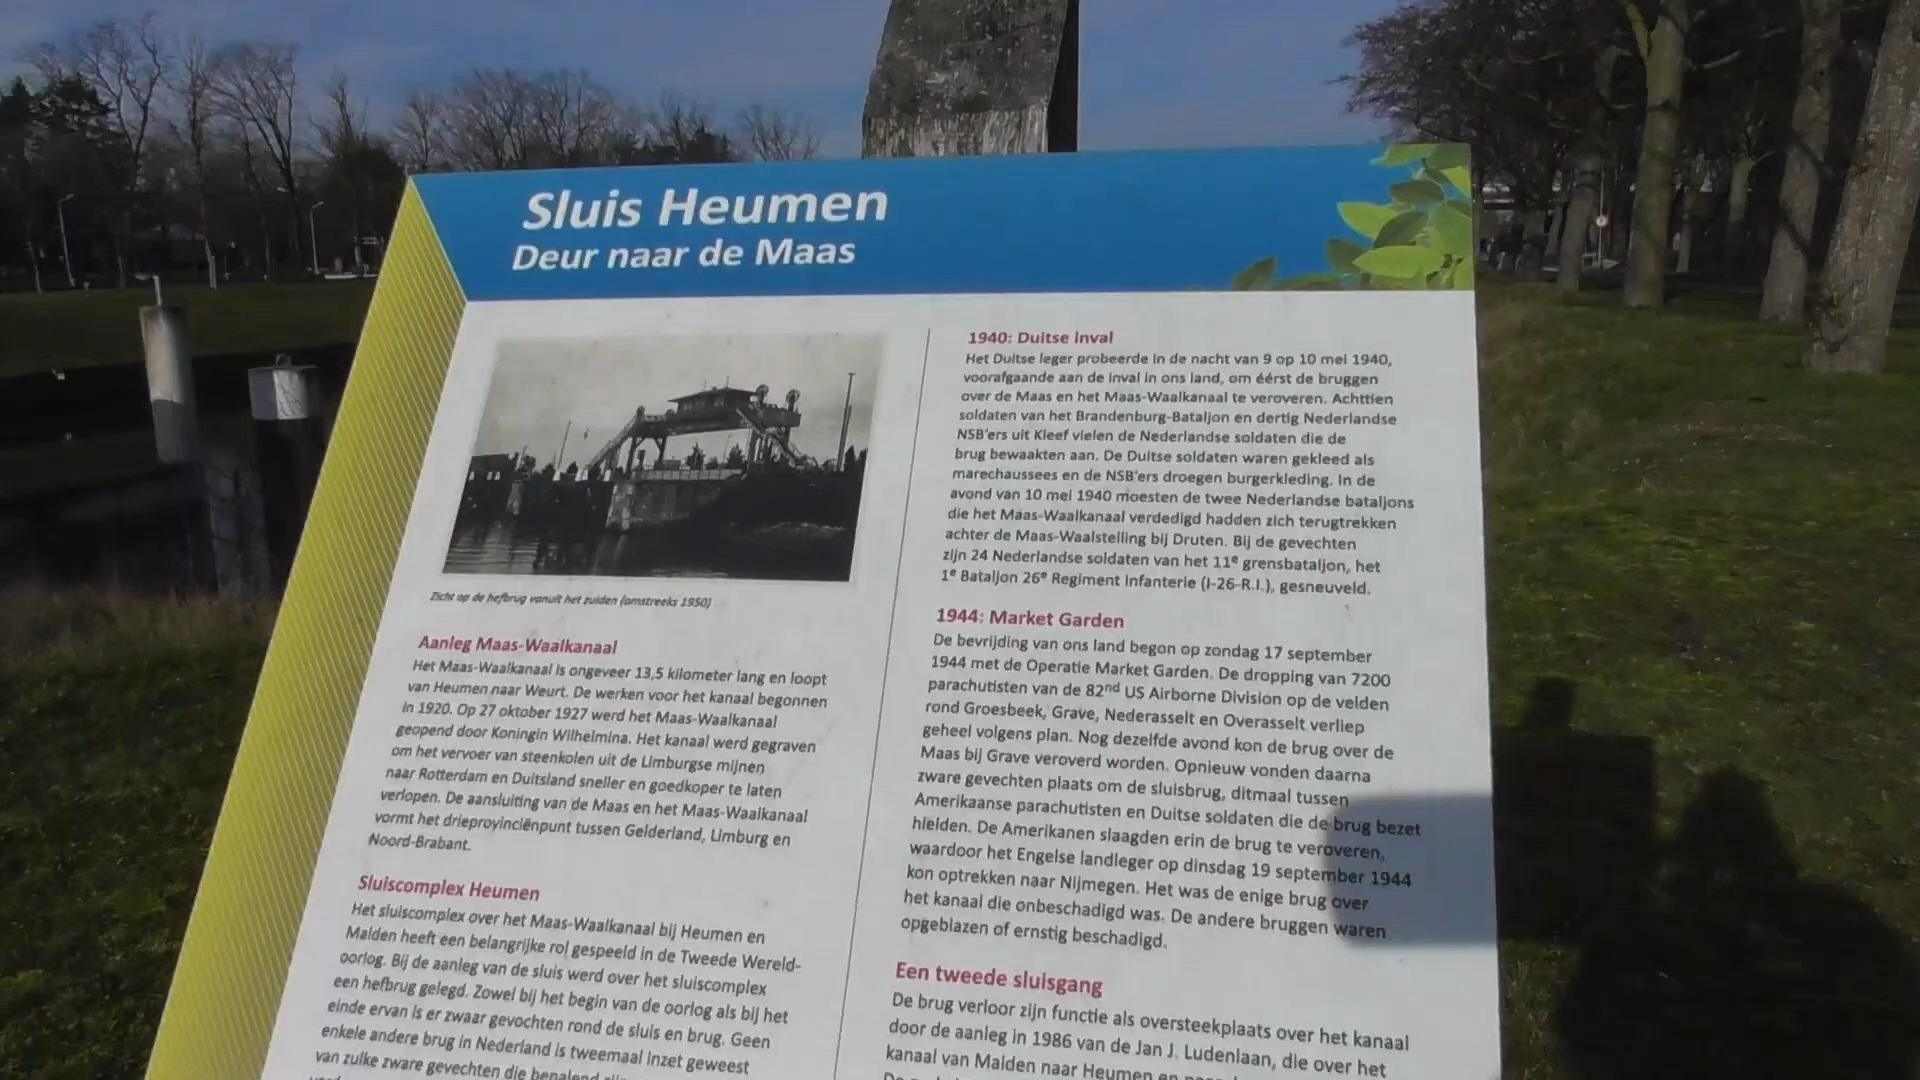 Sluis Heumen
Deur naar de Maas
Zicht op de hefbrug vanuit het zuiden (omstreeks 1950)
Aanleg Maas-Waalkanaal
Het Maas-Waalkanaal is ongeveer 13,5 kilometer lang en loopt
van Heumen naar Weurt. De werken voor het kanaal begonnen
in 1920. Op 27 oktober 1927 werd het Maas-Waalkanaal
geopend door Koningin Wilhelmina. Het kanaal werd gegraven
om het vervoer van steenkolen uit de Limburgse mijnen
naar Rotterdam en Duitsland sneller en goedkoper te laten
verlopen. De aansluiting van de Maas en het Maas-Waalkanaal
vormt het drieprovinciënpunt tussen Gelderland, Limburg en
Noord-Brabant.
Sluiscomplex Heumen
Het sluiscomplex over het Maas-Waalkanaal bij Heumen en
Malden heeft een belangrijke rol gespeeld in de Tweede Wereld-
oorlog. Bij de aanleg van de sluis werd over het sluiscomplex
een hefbrug gelegd. Zowel bij het begin van de oorlog als bij het
einde ervan is er zwaar gevochten rond de sluis en brug. Geen
enkele andere brug in Nederland is tweemaal inzet geweest
van zulke zware gevechten die bepalend
1940: Duitse inval
Het Duitse leger probeerde in de nacht van 9 op 10 mei 1940,
voorafgaande aan de inval in ons land, om éérst de bruggen
over de Maas en het Maas-Waalkanaal te veroveren. Achttien
soldaten van het Brandenburg-Bataljon en dertig Nederlandse
NSB'ers uit Kleef vielen de Nederlandse soldaten die de
brug bewaakten aan. De Duitse soldaten waren gekleed als
marechaussees en de NSB'ers droegen burgerkleding. In de
avond van 10 mei 1940 moesten de twee Nederlandse bataljons
die het Maas-Waalkanaal verdedigd hadden zich terugtrekken
achter de Maas-Waalstelling bij Druten. Bij de gevechten
zijn 24 Nederlandse soldaten van het 11e grensbataljon, het
1e Bataljon 26e Regiment Infanterie (I-26-R.I.), gesneuveld.
1944: Market Garden
De bevrijding van ons land begon op zondag 17 september
1944 met de Operatie Market Garden. De dropping van 7200
parachutisten van de 82nd US Airborne Division op de velden
rond Groesbeek, Grave, Nederasselt en Overasselt verliep
geheel volgens plan. Nog dezelfde avond kon de brug over de
Maas bij Grave veroverd worden. Opnieuw vonden daarna
zware gevechten plaats om de sluisbrug, ditmaal tussen
Amerikaanse parachutisten en Duitse soldaten die de brug bezet
hielden. De Amerikanen slaagden erin de brug te veroveren,
waardoor het Engelse landleger op dinsdag 19 september 1944
kon optrekken naar Nijmegen. Het was de enige brug over
het kanaal die onbeschadigd was. De andere bruggen waren
opgeblazen of ernstig beschadigd.
Een tweede sluisgang
De brug verloor zijn functie als oversteekplaats over het kanaal
door de aanleg in 1986 van de Jan J. Ludenlaan, die over het
kanaal van Malden naar Heumen en